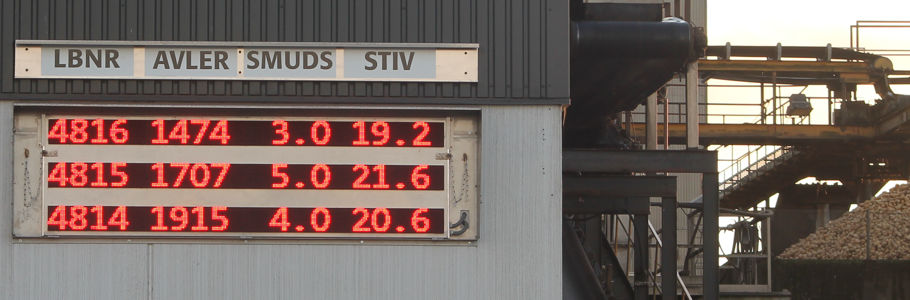 LBNR AVLER SMUDS STIV
4816 1474 3.0 19.2
4815 1707 5.0 21.6
4814 1915 4.0 20.6